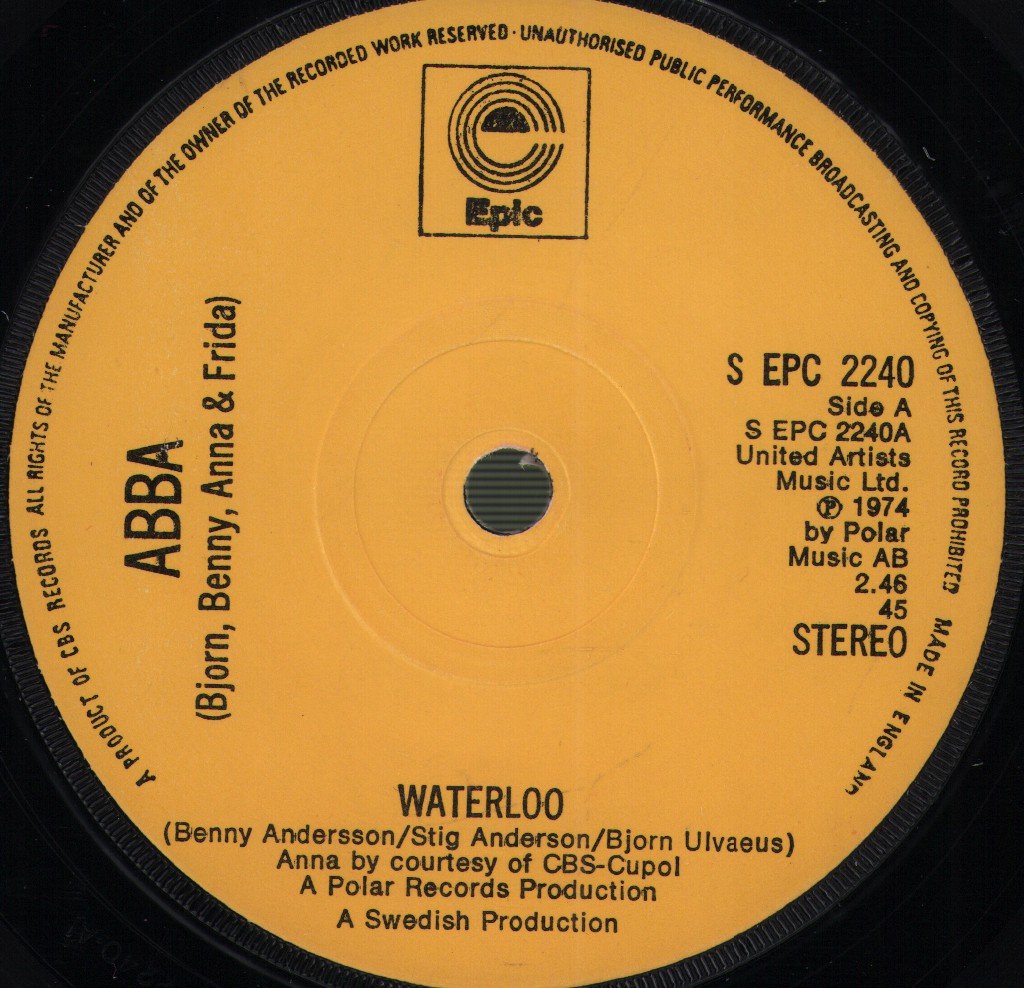 A PRODUCT OF CBS RECORDS ALL RIGHTS OF THE MANUFACTURER AND OF THE OWNER OF THE RECORDED WORK RESERVED · UNAUTHORISED PUBLIC PERFORMANCE BROADCASTING AND COPYING OF THIS RECORD PROHIBITED MADE IN ENGLAND
Epic
ABBA
(Bjorn, Benny, Anna & Frida)
S EPC 2240
Side A
S EPC 2240A
United Artists
Music Ltd.
℗ 1974
by Polar
Music AB
2.46
45
STEREO
WATERLOO
(Benny Andersson/Stig Anderson/Bjorn Ulvaeus)
Anna by courtesy of CBS-Cupol
A Polar Records Production
A Swedish Production